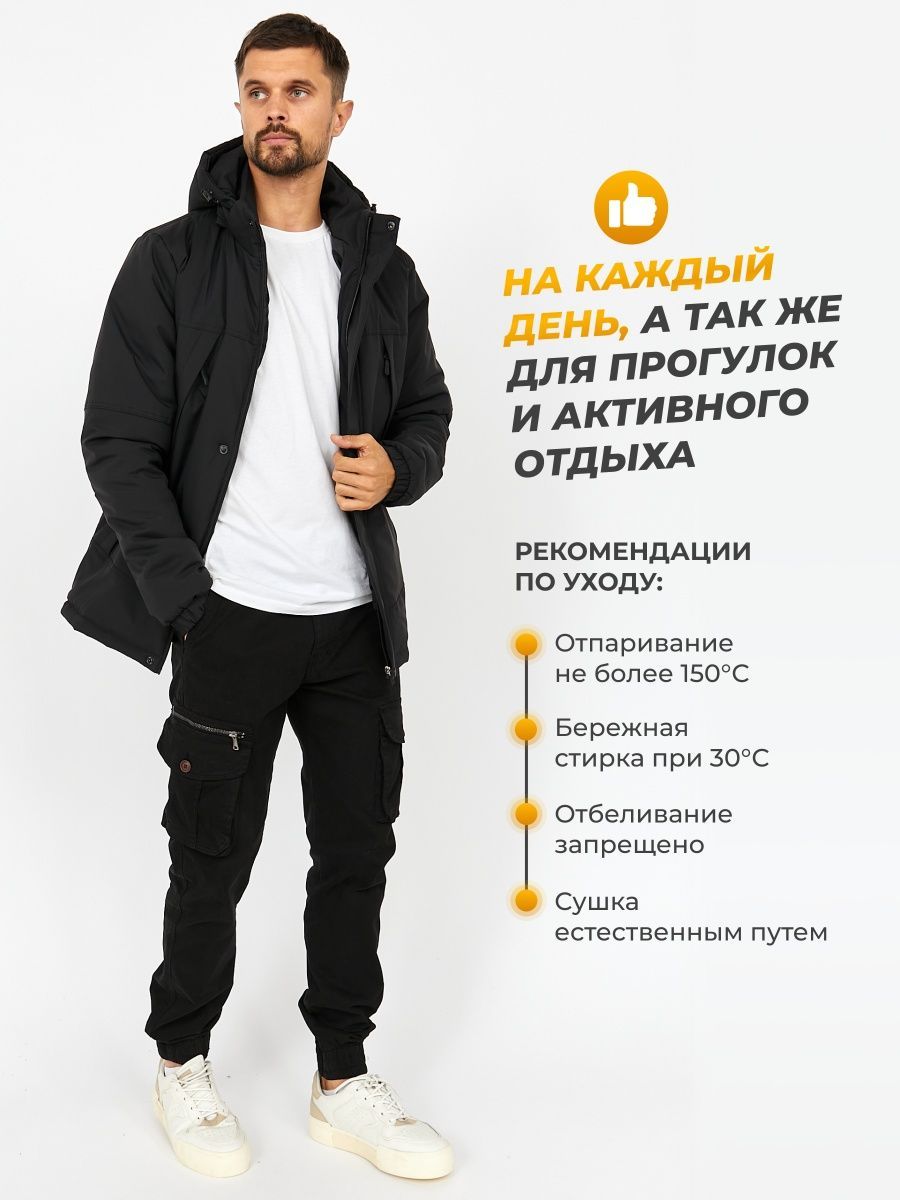 НА КАЖДЫЙ
ДЕНЬ, А ТАК ЖЕ
ДЛЯ ПРОГУЛОК
И АКТИВНОГО
ОТДЫХА
РЕКОМЕНДАЦИИ
ПО УХОДУ:
Отпаривание
не более 150°С
Бережная
стирка при 30°С
Отбеливание
запрещено
Сушка
естественным путем